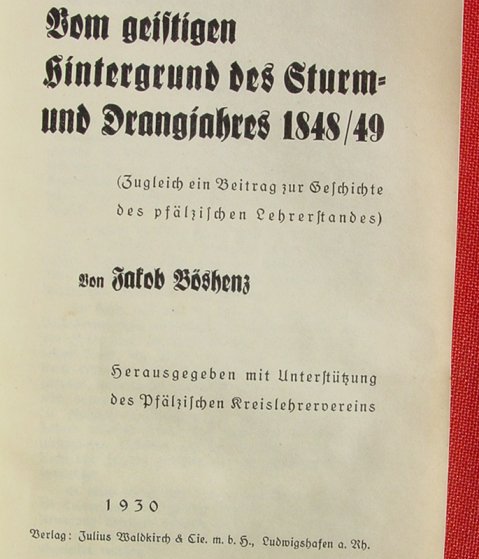 Vom geistigen
Hintergrund des Sturm-
und Drangjahres 1848/49
(Zugleich ein Beitrag zur Geschichte
des pfälzischen Lehrerstandes)
Von Jakob Böshenz
Herausgegeben mit Unterstützung
des Pfälzischen Kreislehrervereins
1930
Verlag: Julius Waldkirch & Cie. m. b. H., Ludwigshafen a. Rh.